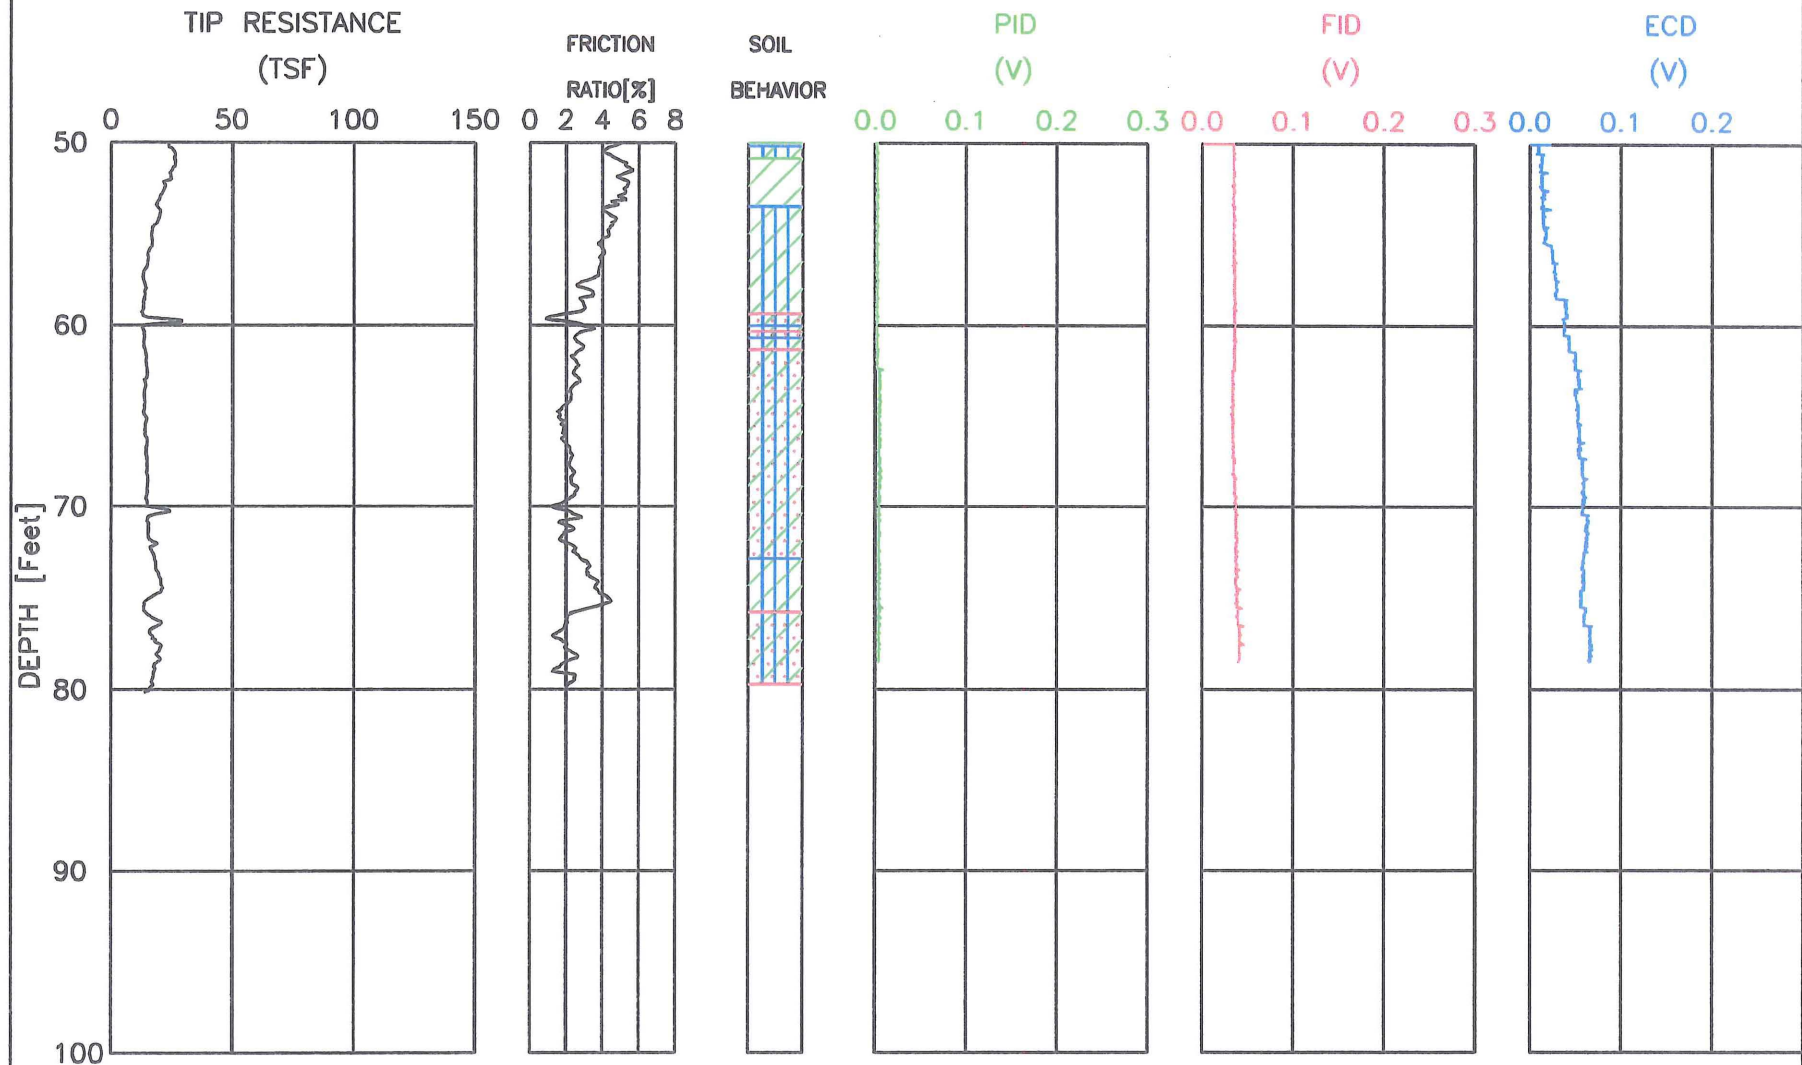 TIP RESISTANCE
(TSF)
0 50 100 150
FRICTION
RATIO[%]
0 2 4 6 8
SOIL
BEHAVIOR
PID
(V)
0.0 0.1 0.2 0.3
FID
(V)
0.0 0.1 0.2 0.3
ECD
(V)
0.0 0.1 0.2
DEPTH [Feet]
50
60
70
80
90
100